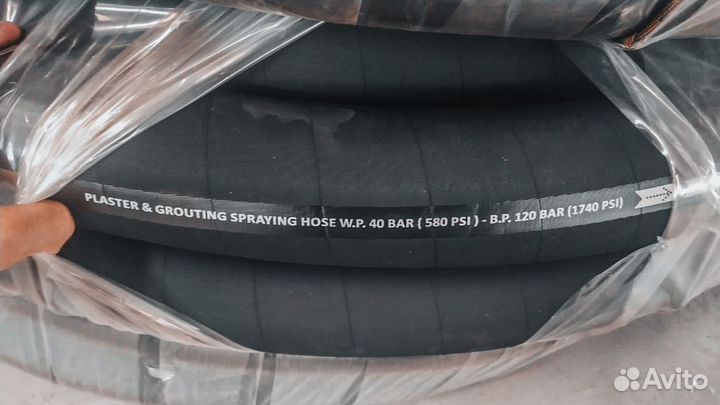 PLASTER & GROUTING SPRAYING HOSE W.P. 40 BAR ( 580 PSI ) - B.P. 120 BAR (1740 PSI)
Avito